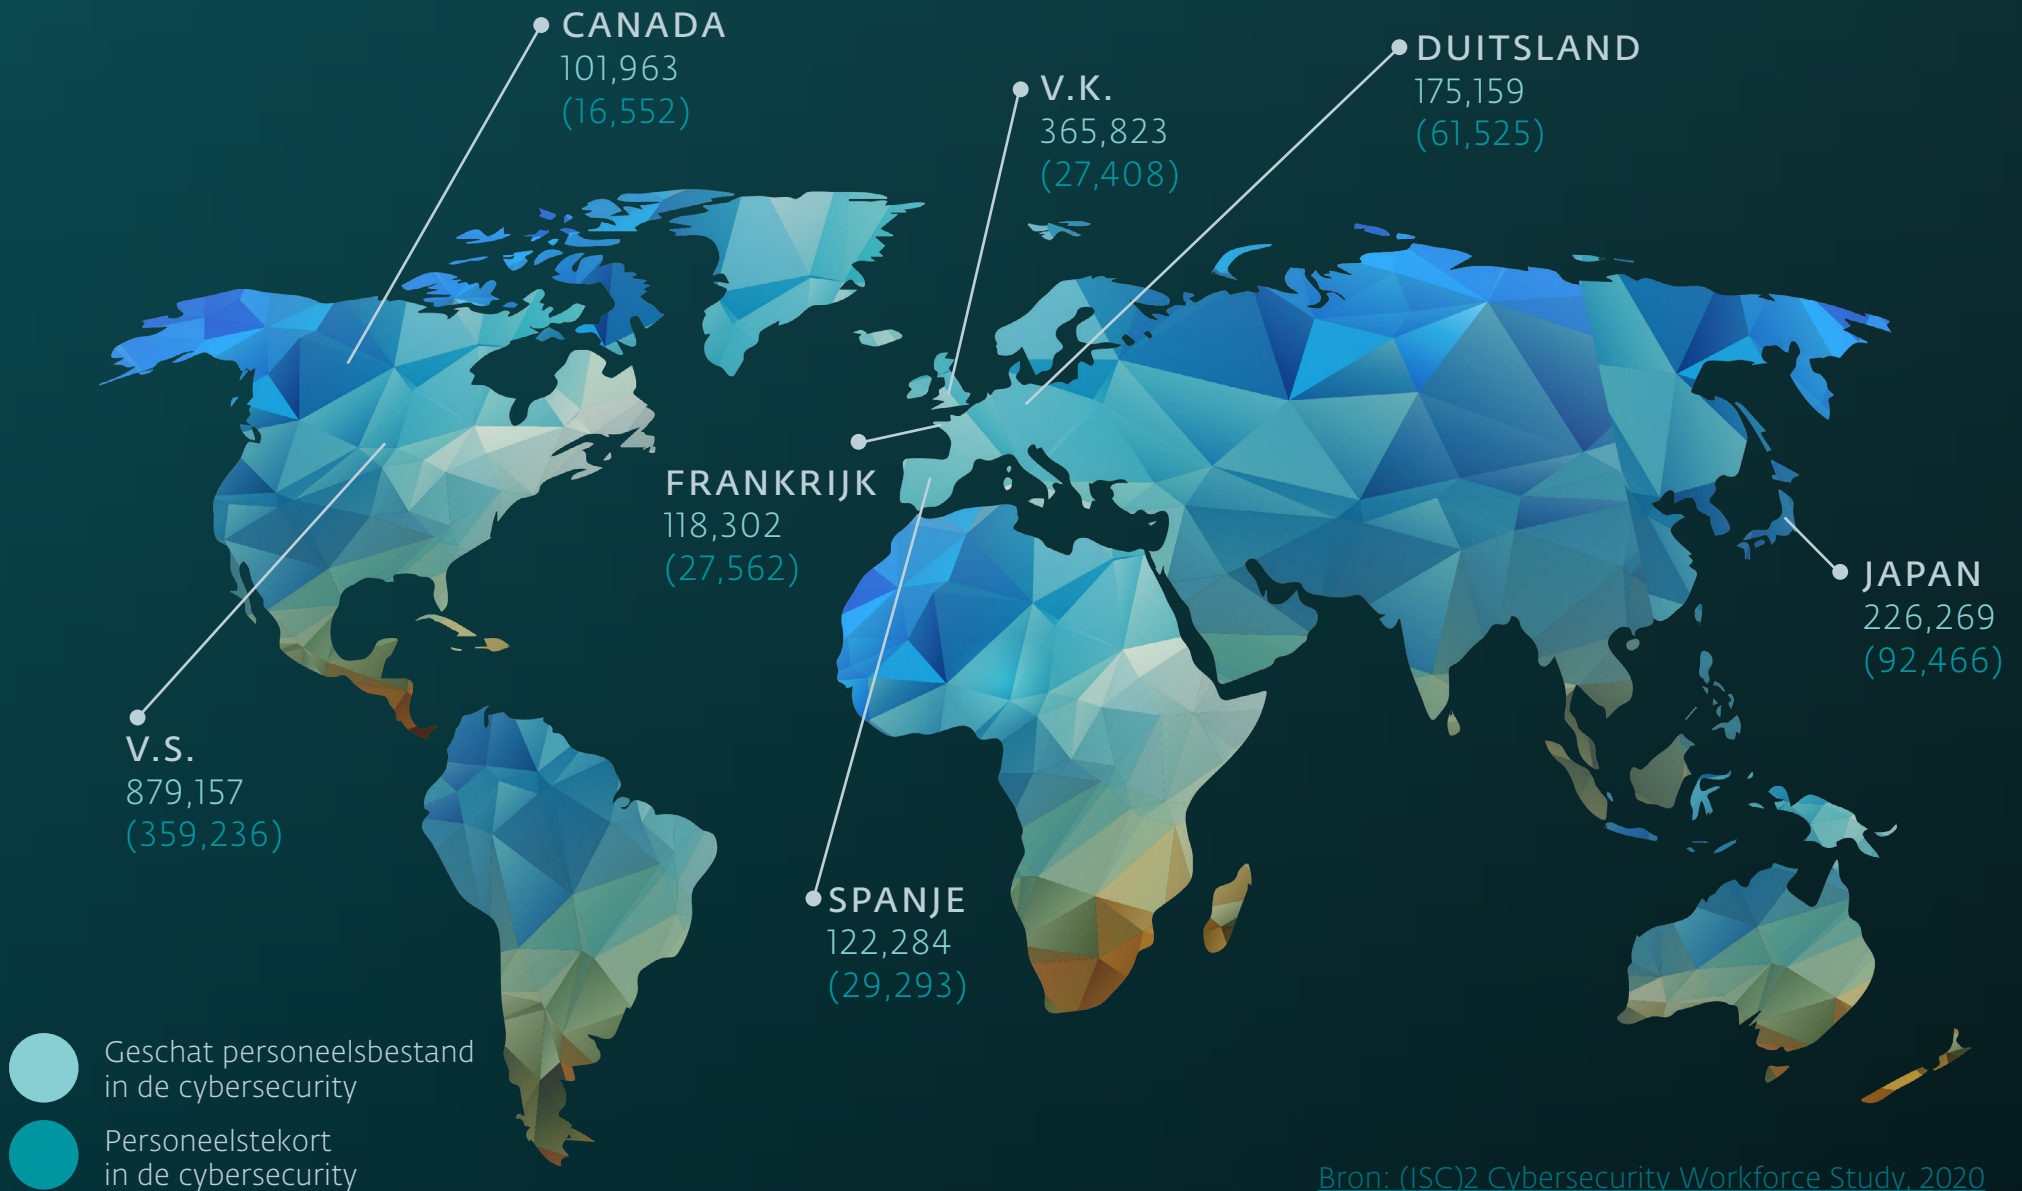 CANADA
101,963
(16,552)
V.K.
365,823
(27,408)
DUITSLAND
175,159
(61,525)
FRANKRIJK
118,302
(27,562)
JAPAN
226,269
(92,466)
V.S.
879,157
(359,236)
SPANJE
122,284
(29,293)
Geschat personeelsbestand
in de cybersecurity
Personeelstekort
in de cybersecurity
Bron: (ISC)2 Cybersecurity Workforce Study, 2020